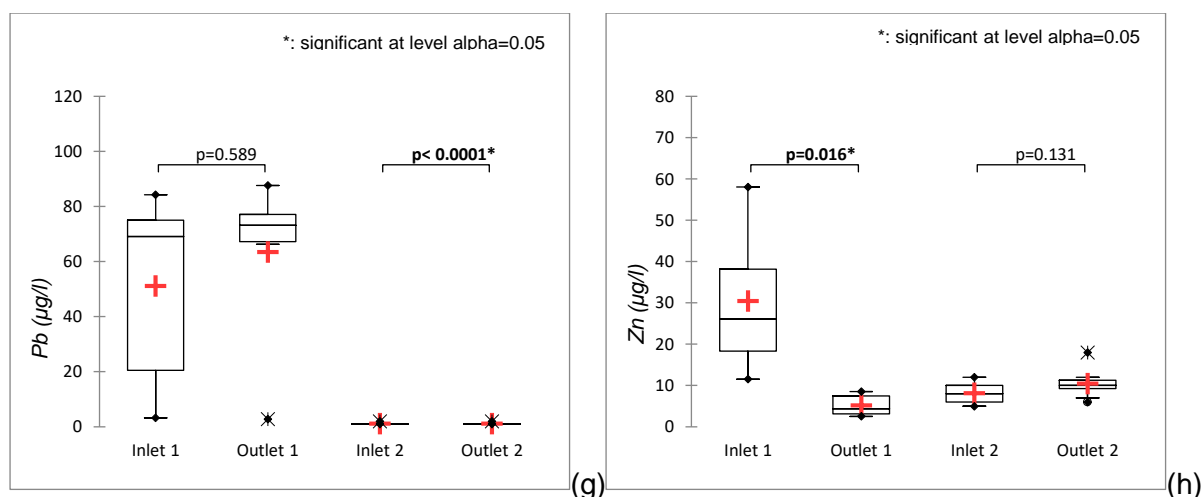 *: significant at level alpha=0.05
120
100
80
60
40
20
0
Pb (µg/l)
p=0.589
p< 0.0001*
Inlet 1 Outlet 1 Inlet 2 Outlet 2
(g)
*: significant at level alpha=0.05
80
70
60
50
40
30
20
10
0
Zn (µg/l)
p=0.016*
p=0.131
Inlet 1 Outlet 1 Inlet 2 Outlet 2
(h)